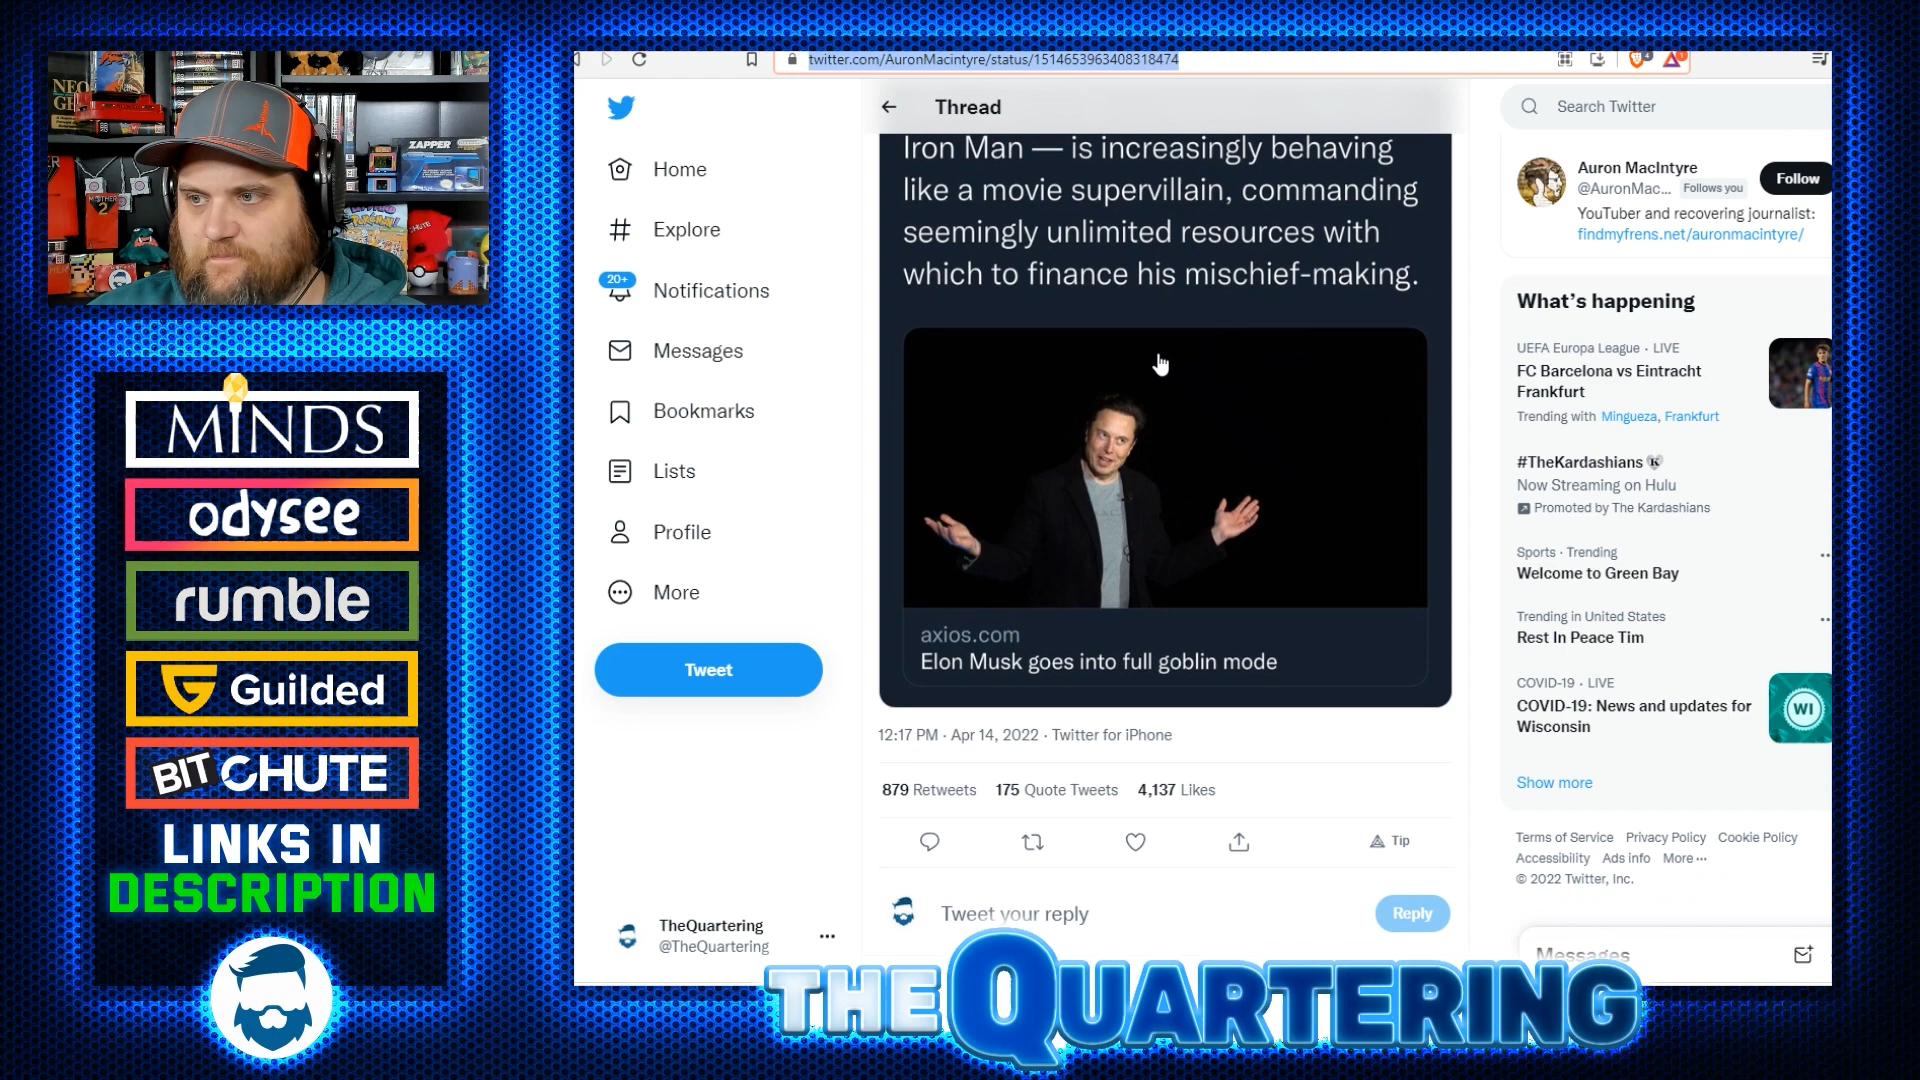 twitter.com/AuronMacintyre/status/1514653963408318474
NEO
GE
ZAPPER
MOTHER
2
POKéMON!
CHUTE
MINDS
odysee
rumble
Guilded
BITCHUTE
LINKS IN
DESCRIPTION
Home
Explore
20+
Notifications
Messages
Bookmarks
Lists
Profile
More
Tweet
TheQuartering
@TheQuartering
Thread
Iron Man — is increasingly behaving
like a movie supervillain, commanding
seemingly unlimited resources with
which to finance his mischief-making.
axios.com
Elon Musk goes into full goblin mode
12:17 PM · Apr 14, 2022 · Twitter for iPhone
879 Retweets 175 Quote Tweets 4,137 Likes
Tip
Tweet your reply
Reply
Search Twitter
Auron MacIntyre
@AuronMac... Follows you
Follow
YouTuber and recovering journalist:
findmyfrens.net/auronmacintyre/
What's happening
UEFA Europa League · LIVE
FC Barcelona vs Eintracht
Frankfurt
Trending with Mingueza, Frankfurt
#TheKardashians
Now Streaming on Hulu
Promoted by The Kardashians
Sports · Trending
Welcome to Green Bay
Trending in United States
Rest In Peace Tim
COVID-19 · LIVE
COVID-19: News and updates for
Wisconsin
WI
Show more
Terms of Service Privacy Policy Cookie Policy
Accessibility Ads info More ···
© 2022 Twitter, Inc.
Messages
THE QUARTERING